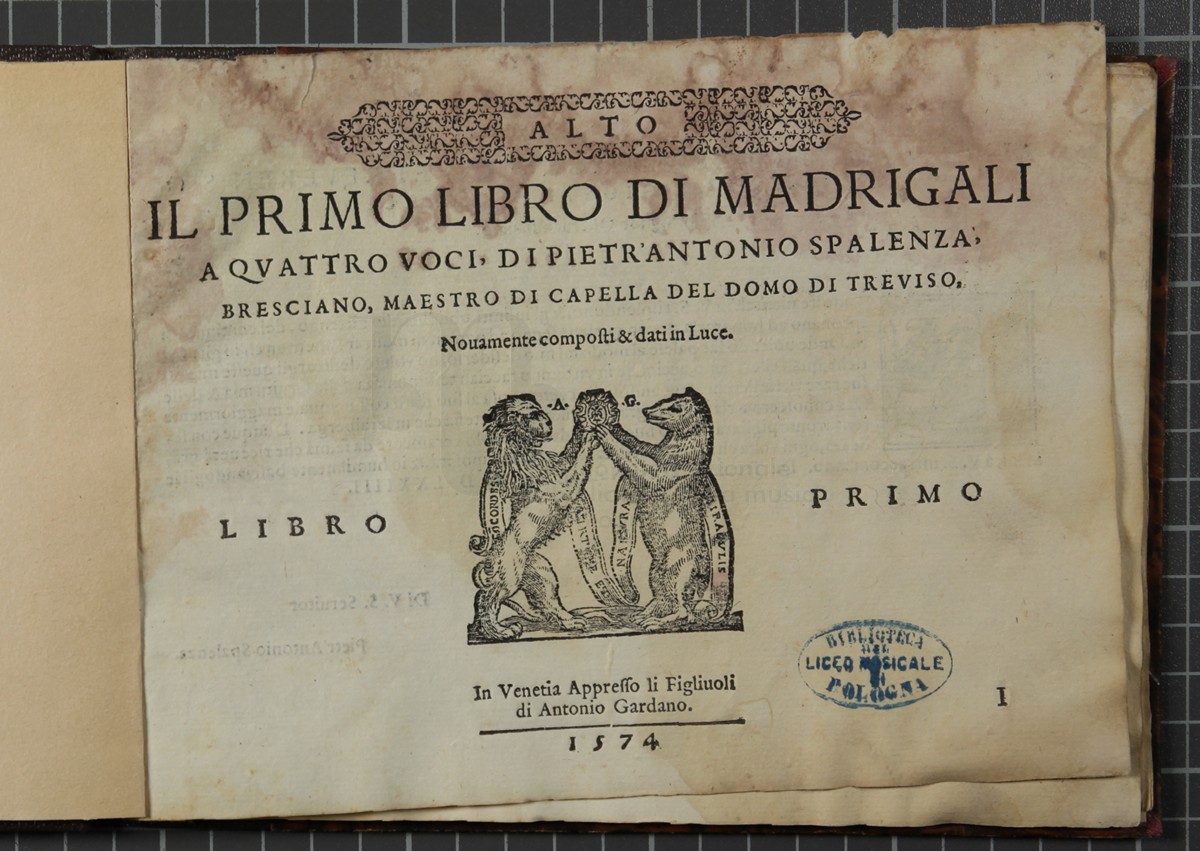 ALTO
IL PRIMO LIBRO DI MADRIGALI
A QVATTRO VOCI, DI PIETR'ANTONIO SPALENZA,
BRESCIANO, MAESTRO DI CAPELLA DEL DOMO DI TREVISO,
Nouamente compoſti & dati in Luce.
·A· G·
LIBRO
PRIMO
In Venetia Appreſſo li Figliuoli
di Antonio Gardano.
1574
BIBLIOTECA
DEL
LICEO MUSICALE
DI
BOLOGNA
I